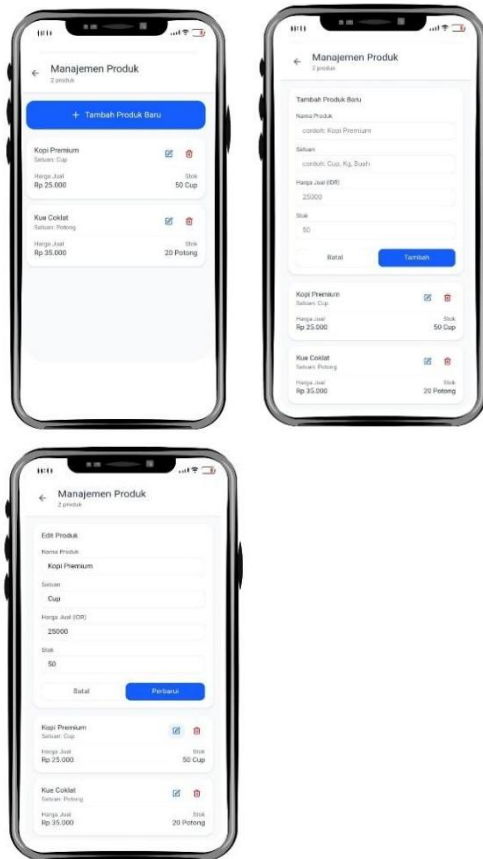 11:11
Manajemen Produk
2 produk
+ Tambah Produk Baru
Kopi Premium
Satuan: Cup
Harga Jual Stok
Rp 25.000 50 Cup
Kue Coklat
Satuan: Potong
Harga Jual Stok
Rp 35.000 20 Potong
11:11
Manajemen Produk
2 produk
Tambah Produk Baru
Nama Produk
contoh: Kopi Premium
Satuan
contoh: Cup, Kg, Buah
Harga Jual (IDR)
25000
Stok
50
Batal Tambah
Kopi Premium
Satuan: Cup
Harga Jual Stok
Rp 25.000 50 Cup
Kue Coklat
Satuan: Potong
Harga Jual Stok
Rp 35.000 20 Potong
11:11
Manajemen Produk
2 produk
Edit Produk
Nama Produk
Kopi Premium
Satuan
Cup
Harga Jual (IDR)
25000
Stok
50
Batal Perbarui
Kopi Premium
Satuan: Cup
Harga Jual Stok
Rp 25.000 50 Cup
Kue Coklat
Satuan: Potong
Harga Jual Stok
Rp 35.000 20 Potong